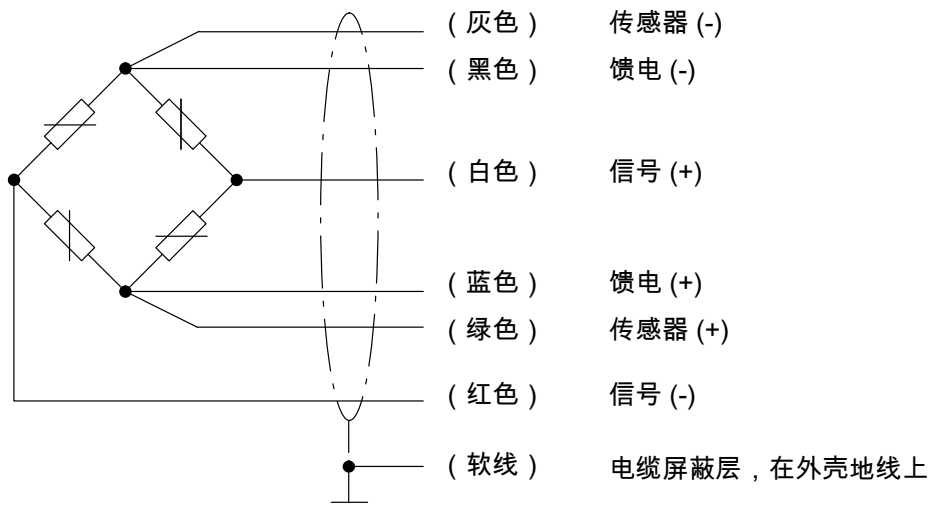 （灰色） 传感器 (-)
（黑色） 馈电 (-)
（白色） 信号 (+)
（蓝色） 馈电 (+)
（绿色） 传感器 (+)
（红色） 信号 (-)
（软线） 电缆屏蔽层，在外壳地线上